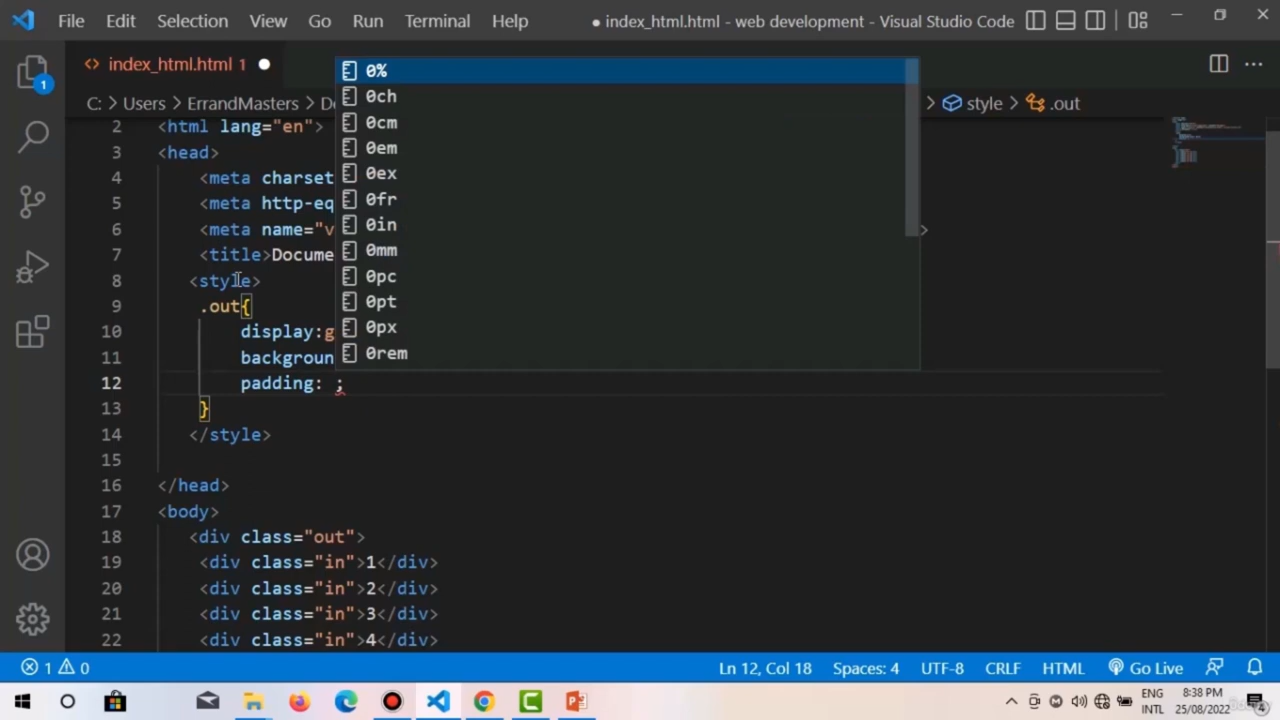 File Edit Selection View Go Run Terminal Help ● index_html.html - web development - Visual Studio Code
<> index_html.html 1 ●
C: > Users > ErrandMasters > D > style > .out
0%
0ch
0cm
0em
0ex
0fr
0in
0mm
0pc
0pt
0px
0rem
2 <html lang="en">
3 <head>
4 <meta charset
5 <meta http-eq
6 <meta name="v >
7 <title>Docume
8 <style>
9 .out{
10 display:g
11 backgroun
12 padding: ;
13 }
14 </style>
15
16 </head>
17 <body>
18 <div class="out">
19 <div class="in">1</div>
20 <div class="in">2</div>
21 <div class="in">3</div>
22 <div class="in">4</div>
1 0 Ln 12, Col 18 Spaces: 4 UTF-8 CRLF HTML Go Live
ENG 8:38 PM
INTL 25/08/2022 4